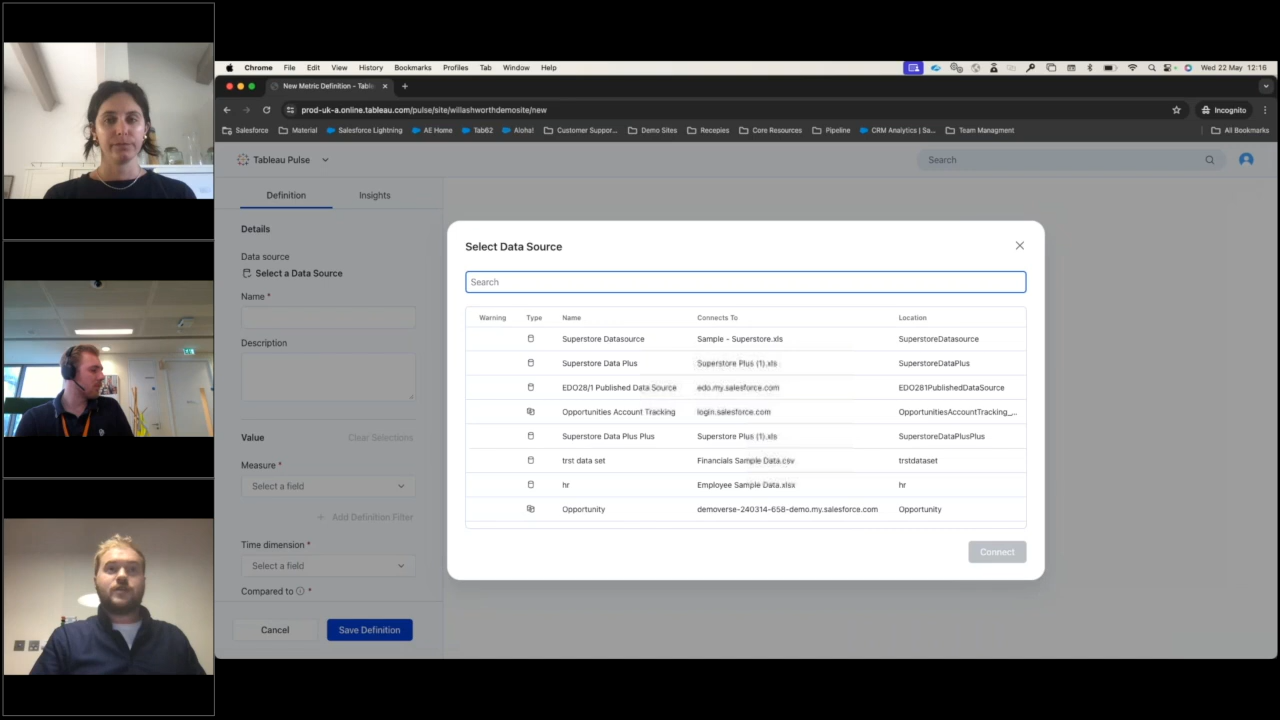 Chrome File Edit View History Bookmarks Profiles Tab Window Help Wed 22 May 12:16
New Metric Definition - Tabl
prod-uk-a.online.tableau.com/pulse/site/willashworthdemosite/new Incognito
Salesforce Material Salesforce Lightning AE Home Tab62 Aloha! Customer Suppor... Demo Sites Recepies Core Resources Pipeline CRM Analytics | Sa... Team Managment All Bookmarks
Tableau Pulse Search
Definition Insights
Details
Data source
Select a Data Source
Name *
Description
Value Clear Selections
Measure *
Select a field
+ Add Definition Filter
Time dimension *
Select a field
Compared to *
Cancel Save Definition
Select Data Source
Search
Warning Type Name Connects To Location
Superstore Datasource Sample - Superstore.xls SuperstoreDatasource
Superstore Data Plus Superstore Plus (1).xls SuperstoreDataPlus
EDO28/1 Published Data Source edo.my.salesforce.com EDO281PublishedDataSource
Opportunities Account Tracking login.salesforce.com OpportunitiesAccountTracking_...
Superstore Data Plus Plus Superstore Plus (1).xls SuperstoreDataPlusPlus
trst data set Financials Sample Data.csv trstdataset
hr Employee Sample Data.xlsx hr
Opportunity demoverse-240314-658-demo.my.salesforce.com Opportunity
Connect